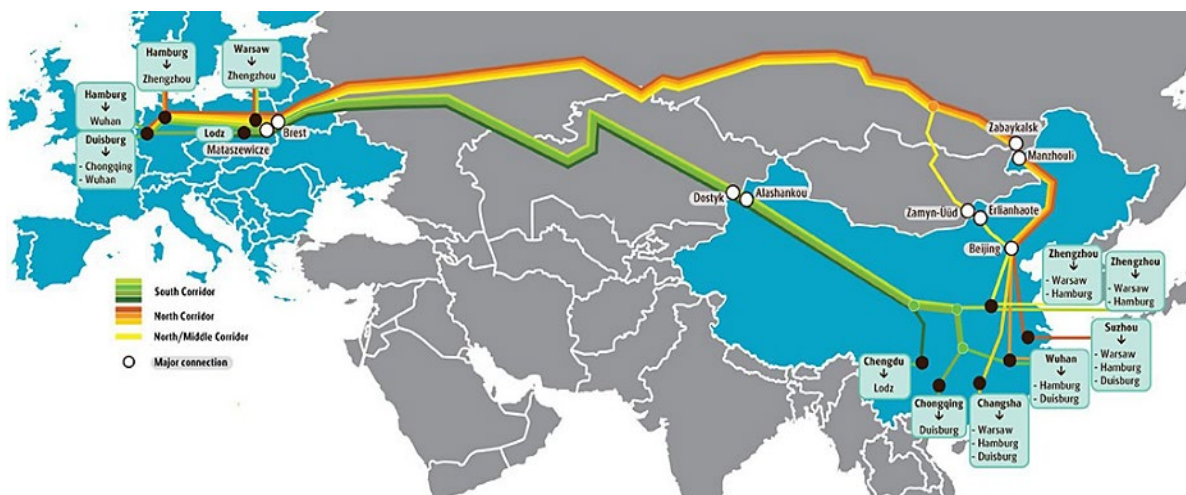 Hamburg
↓
Zhengzhou
Warsaw
↓
Zhengzhou
Hamburg
↓
Wuhan
Duisburg
↓
- Chongqing
- Wuhan
Lodz
Mataszewicze
Brest
Zabaykalsk
Manzhouli
Dostyk
Alashankou
Zamyn-Üüd
Erlianhaote
Beijing
South Corridor
North Corridor
North/Middle Corridor
Major connection
Zhengzhou
↓
- Warsaw
- Hamburg
Zhengzhou
↓
- Warsaw
- Hamburg
Suzhou
↓
- Warsaw
- Hamburg
- Duisburg
Wuhan
↓
- Hamburg
- Duisburg
Chengdu
↓
Lodz
Chongqing
↓
Duisburg
Changsha
↓
- Warsaw
- Hamburg
- Duisburg